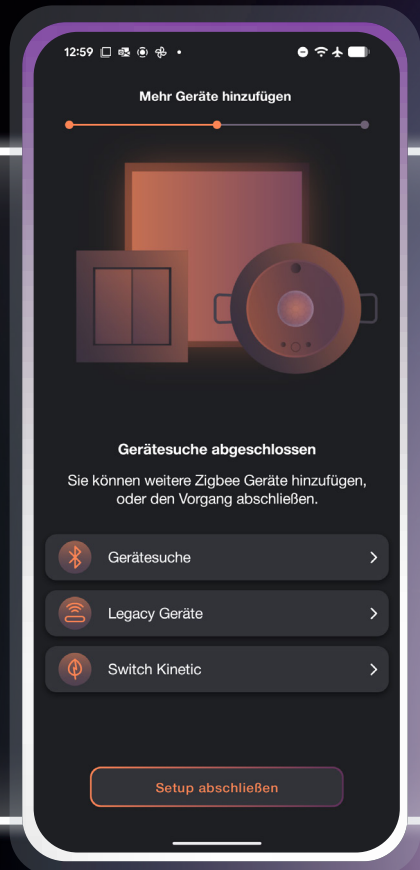 12:59
Mehr Geräte hinzufügen
Gerätesuche abgeschlossen
Sie können weitere Zigbee Geräte hinzufügen,
oder den Vorgang abschließen.
Gerätesuche
Legacy Geräte
Switch Kinetic
Setup abschließen